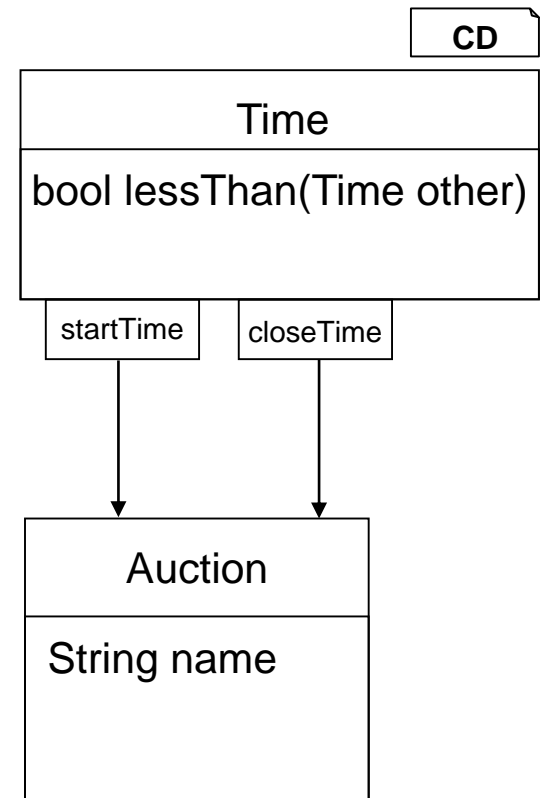 CD
Time
bool lessThan(Time other)
startTime
closeTime
Auction
String name